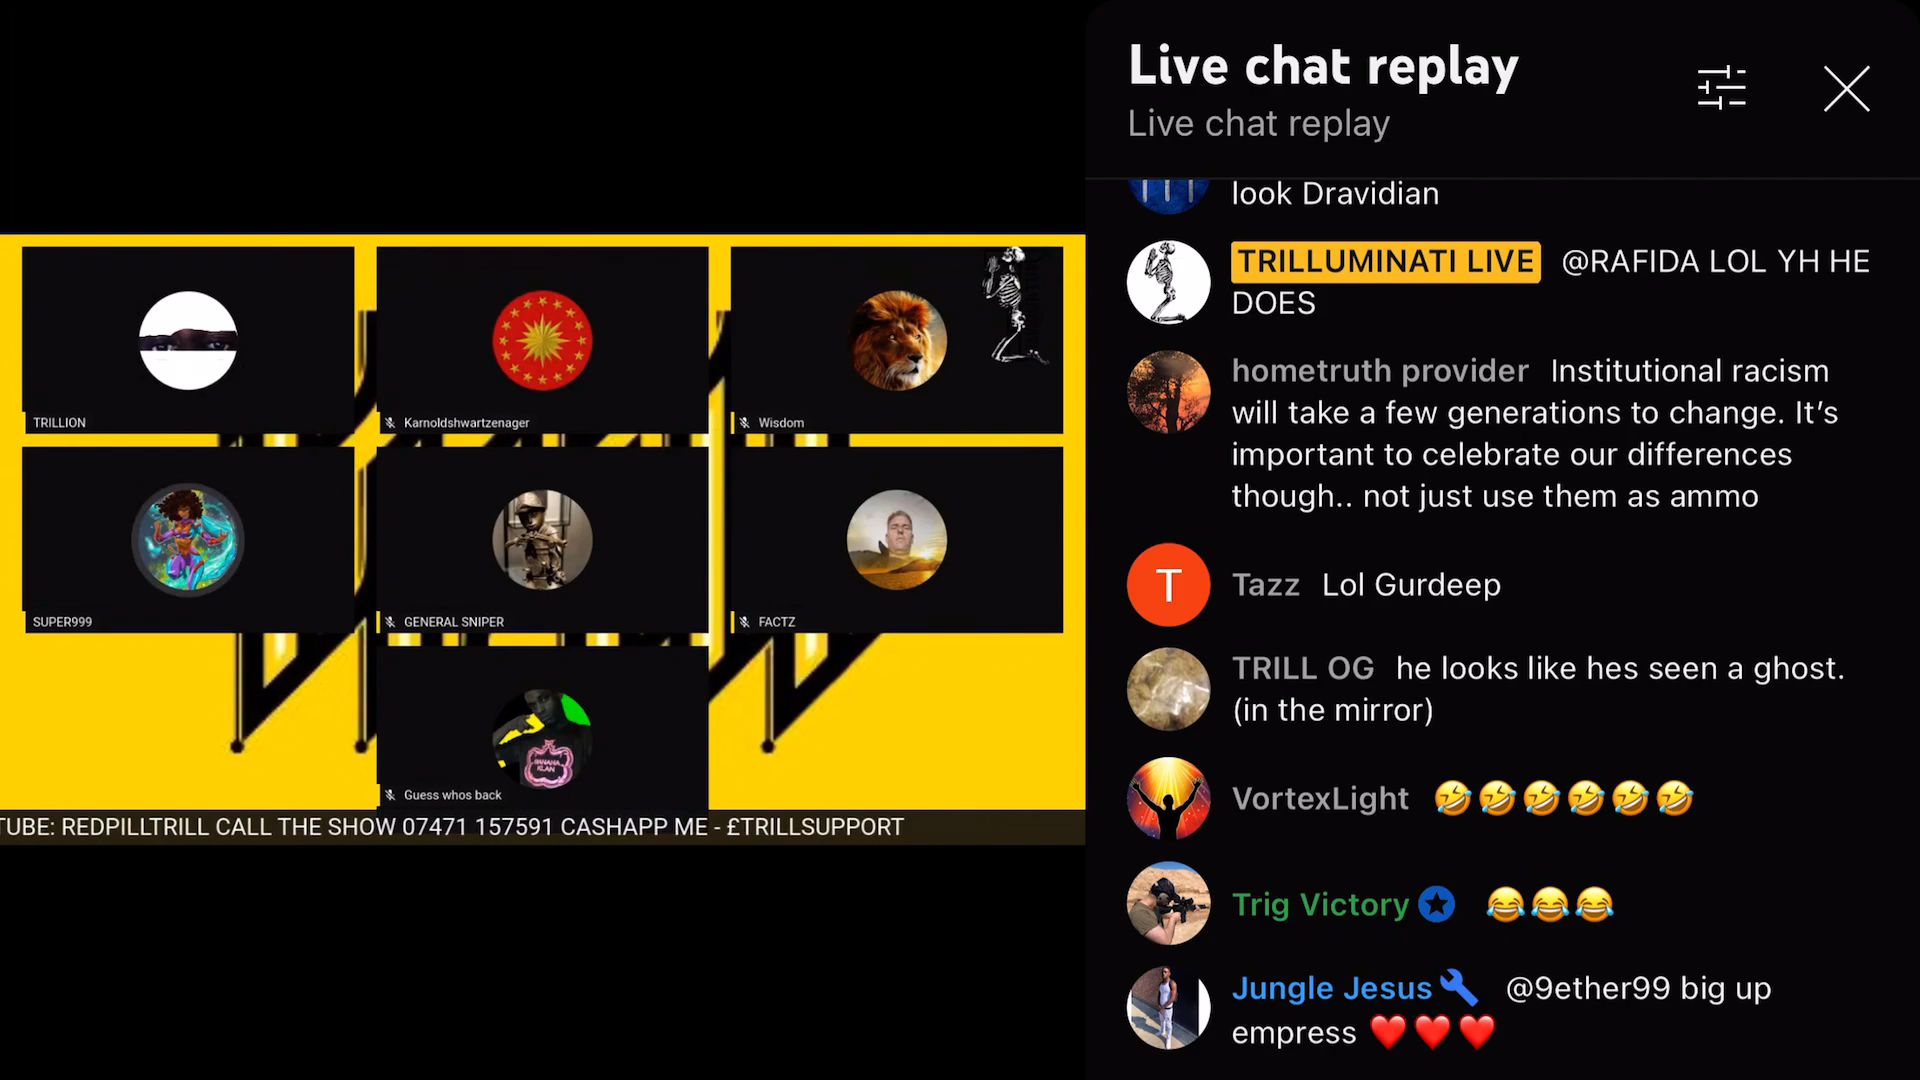 TRILLION
Karnoldshwartzenager
Wisdom
SUPER999
GENERAL SNIPER
FACTZ
BANANA
KLAN
Guess whos back
TUBE: REDPILLTRILL CALL THE SHOW 07471 157591 CASHAPP ME - £TRILLSUPPORT
Live chat replay
Live chat replay
look Dravidian
TRILLUMINATI LIVE @RAFIDA LOL YH HE
DOES
hometruth provider Institutional racism
will take a few generations to change. It’s
important to celebrate our differences
though.. not just use them as ammo
T
Tazz Lol Gurdeep
TRILL OG he looks like hes seen a ghost.
(in the mirror)
VortexLight 🤣🤣🤣🤣🤣🤣
Trig Victory 😂😂😂
Jungle Jesus @9ether99 big up
empress ❤️❤️❤️